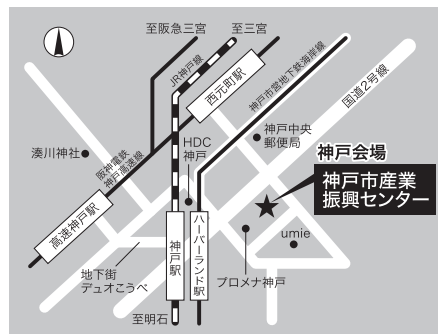 至阪急三宮
至三宮
JR神戸線
西元町駅
神戸市営地下鉄海岸線
国道2号線
神戸中央
郵便局
HDC
神戸
湊川神社
阪神電鉄
神戸高速線
神戸会場
神戸市産業
振興センター
高速神戸駅
神戸駅
ハーバーランド駅
umie
プロメナ神戸
地下街
デュオこうべ
至明石